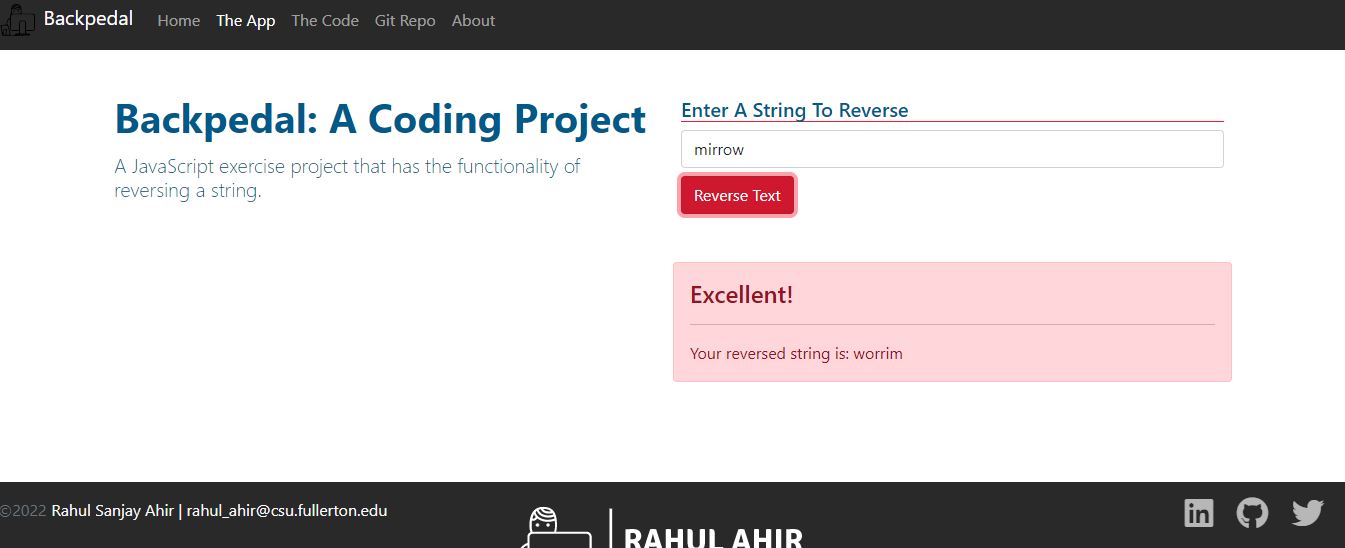 Backpedal Home The App The Code Git Repo About
Backpedal: A Coding Project
A JavaScript exercise project that has the functionality of
reversing a string.
Enter A String To Reverse
mirrow
Reverse Text
Excellent!
Your reversed string is: worrim
©2022 Rahul Sanjay Ahir | rahul_ahir@csu.fullerton.edu
RAHUL AHIR
in